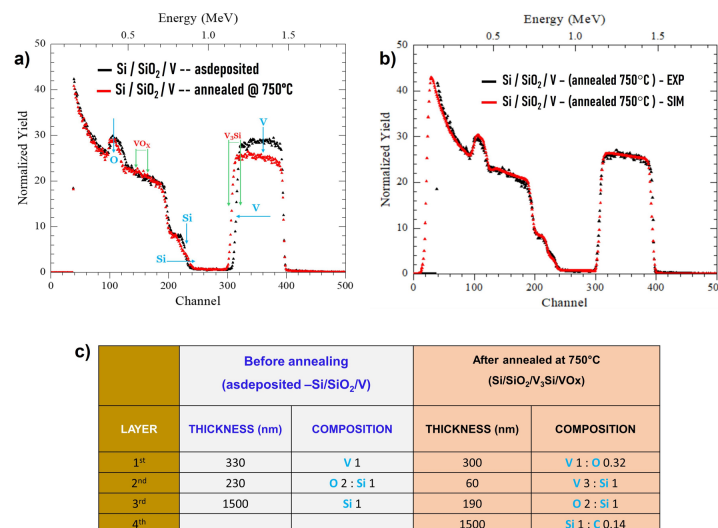 Energy (MeV)
0.5 1 1.5
a)
Si / SiO2 / V -- asdeposited
Si / SiO2 / V -- annealed @ 750°C
50
40
30
20
10
0
Normalized Yield
O
VOX
V3Si
V
V
Si
Si
0 100 200 300 400 500
Channel
Energy (MeV)
0.5 1 1.5
b)
Si / SiO2 / V – (annealed 750°C ) – EXP
Si / SiO2 / V – (annealed 750°C ) - SIM
50
40
30
20
10
0
Normalized Yield
0 100 200 300 400 500
Channel
c)
Before annealing
(asdeposited –Si/SiO2/V)
After annealed at 750°C
(Si/SiO2/V3Si/VOx)
LAYER THICKNESS (nm) COMPOSITION THICKNESS (nm) COMPOSITION
1st 330 V 1 300 V 1 : O 0.32
2nd 230 O 2 : Si 1 60 V 3 : Si 1
3rd 1500 Si 1 190 O 2 : Si 1
4th 1500 Si 1 : C 0.14